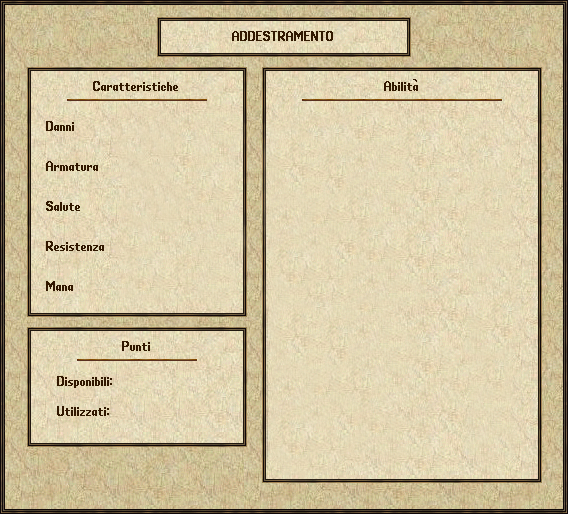 ADDESTRAMENTO
Caratteristiche
Danni
Armatura
Salute
Resistenza
Mana
Punti
Disponibili:
Utilizzati:
Abilità